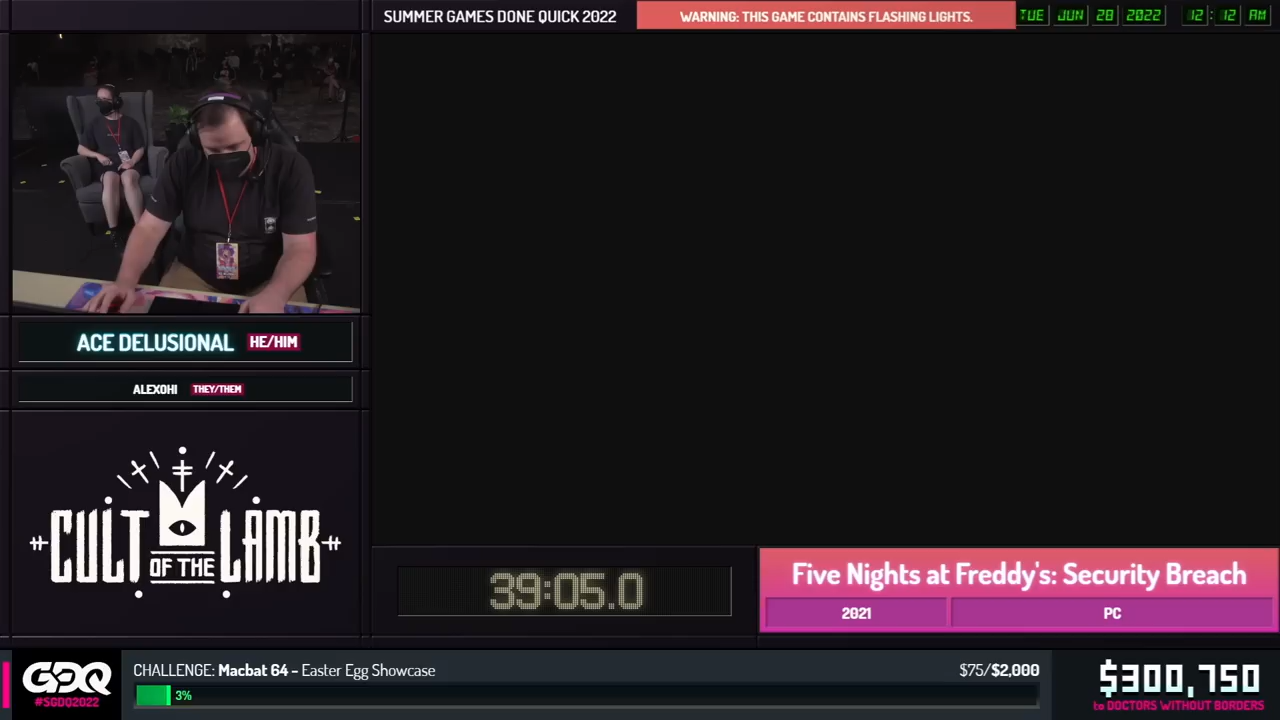 SUMMER GAMES DONE QUICK 2022
WARNING: THIS GAME CONTAINS FLASHING LIGHTS.
TUE JUN 28 2022 12:12 AM
ACE DELUSIONAL HE/HIM
ALEXOHI THEY/THEM
CULT OF THE LAMB
39:05.0
Five Nights at Freddy's: Security Breach
2021 PC
GDQ
#SGDQ2022
CHALLENGE: Macbat 64 - Easter Egg Showcase
$75/$2,000
3%
$300,750
to DOCTORS WITHOUT BORDERS